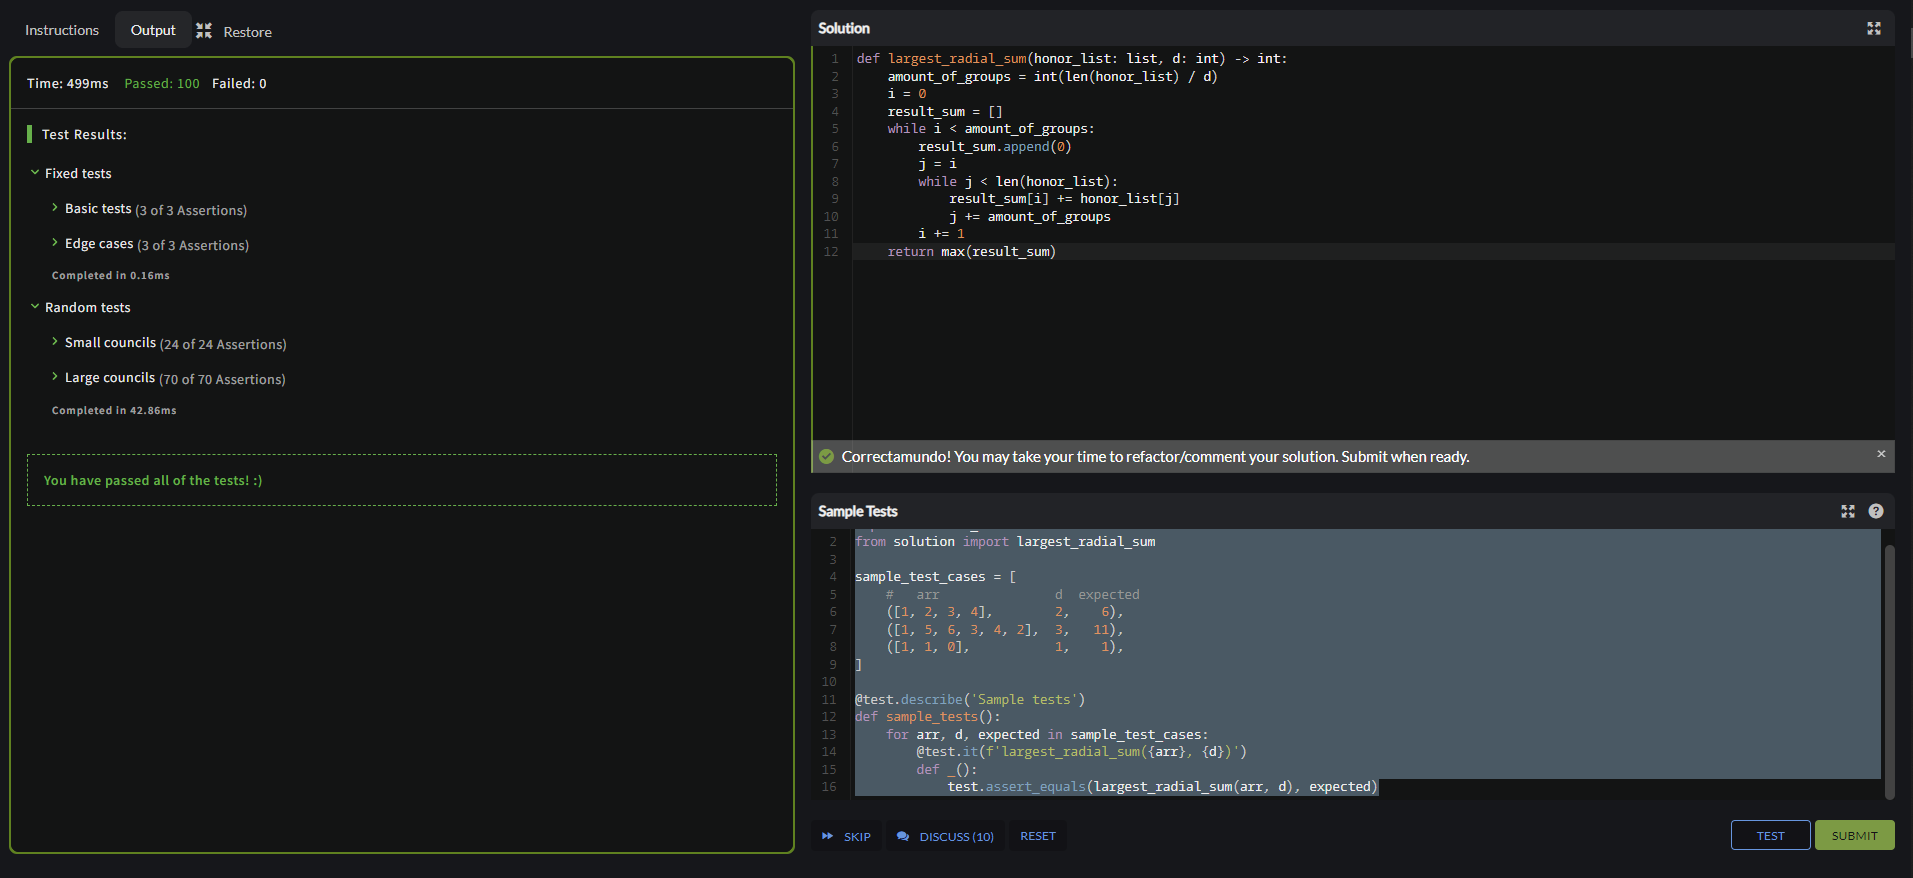 Instructions
Output
Restore
Time: 499ms Passed: 100 Failed: 0
Test Results:
Fixed tests
Basic tests (3 of 3 Assertions)
Edge cases (3 of 3 Assertions)
Completed in 0.16ms
Random tests
Small councils (24 of 24 Assertions)
Large councils (70 of 70 Assertions)
Completed in 42.86ms
You have passed all of the tests! :)
Solution
1 def largest_radial_sum(honor_list: list, d: int) -> int:
2     amount_of_groups = int(len(honor_list) / d)
3     i = 0
4     result_sum = []
5     while i < amount_of_groups:
6         result_sum.append(0)
7         j = i
8         while j < len(honor_list):
9             result_sum[i] += honor_list[j]
10             j += amount_of_groups
11         i += 1
12     return max(result_sum)
Correctamundo! You may take your time to refactor/comment your solution. Submit when ready.
Sample Tests
2 from solution import largest_radial_sum
3
4 sample_test_cases = [
5     #   arr               d  expected
6     ([1, 2, 3, 4],        2,    6),
7     ([1, 5, 6, 3, 4, 2],  3,   11),
8     ([1, 1, 0],           1,    1),
9 ]
10
11 @test.describe('Sample tests')
12 def sample_tests():
13     for arr, d, expected in sample_test_cases:
14         @test.it(f'largest_radial_sum({arr}, {d})')
15         def _():
16             test.assert_equals(largest_radial_sum(arr, d), expected)
SKIP
DISCUSS (10)
RESET
TEST
SUBMIT